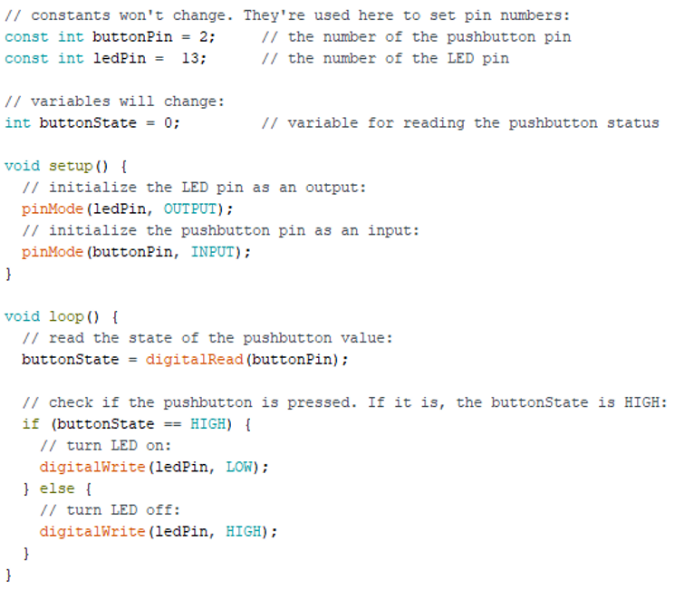 // constants won't change. They're used here to set pin numbers:
const int buttonPin = 2;     // the number of the pushbutton pin
const int ledPin =  13;      // the number of the LED pin

// variables will change:
int buttonState = 0;         // variable for reading the pushbutton status

void setup() {
  // initialize the LED pin as an output:
  pinMode(ledPin, OUTPUT);
  // initialize the pushbutton pin as an input:
  pinMode(buttonPin, INPUT);
}

void loop() {
  // read the state of the pushbutton value:
  buttonState = digitalRead(buttonPin);

  // check if the pushbutton is pressed. If it is, the buttonState is HIGH:
  if (buttonState == HIGH) {
    // turn LED on:
    digitalWrite(ledPin, LOW);
  } else {
    // turn LED off:
    digitalWrite(ledPin, HIGH);
  }
}